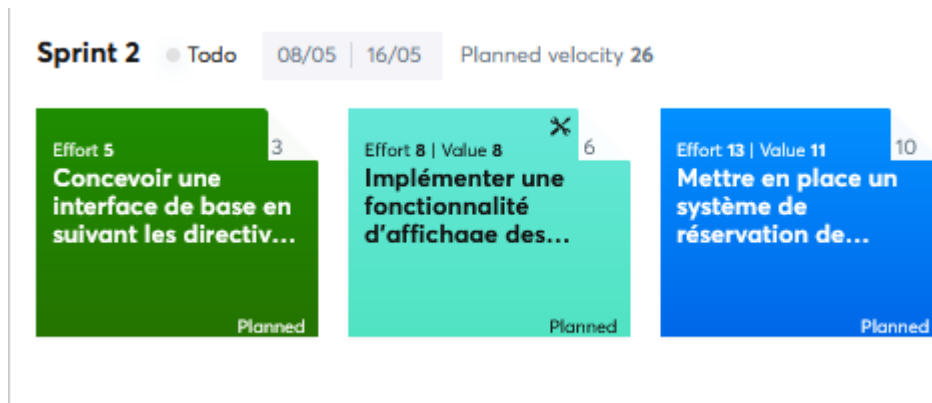 Sprint 2 Todo 08/05 | 16/05 Planned velocity 26
Effort 5 3
Concevoir une
interface de base en
suivant les directiv...
Planned
Effort 8 | Value 8 6
Implémenter une
fonctionnalité
d'affichage des...
Planned
Effort 13 | Value 11 10
Mettre en place un
système de
réservation de...
Planned